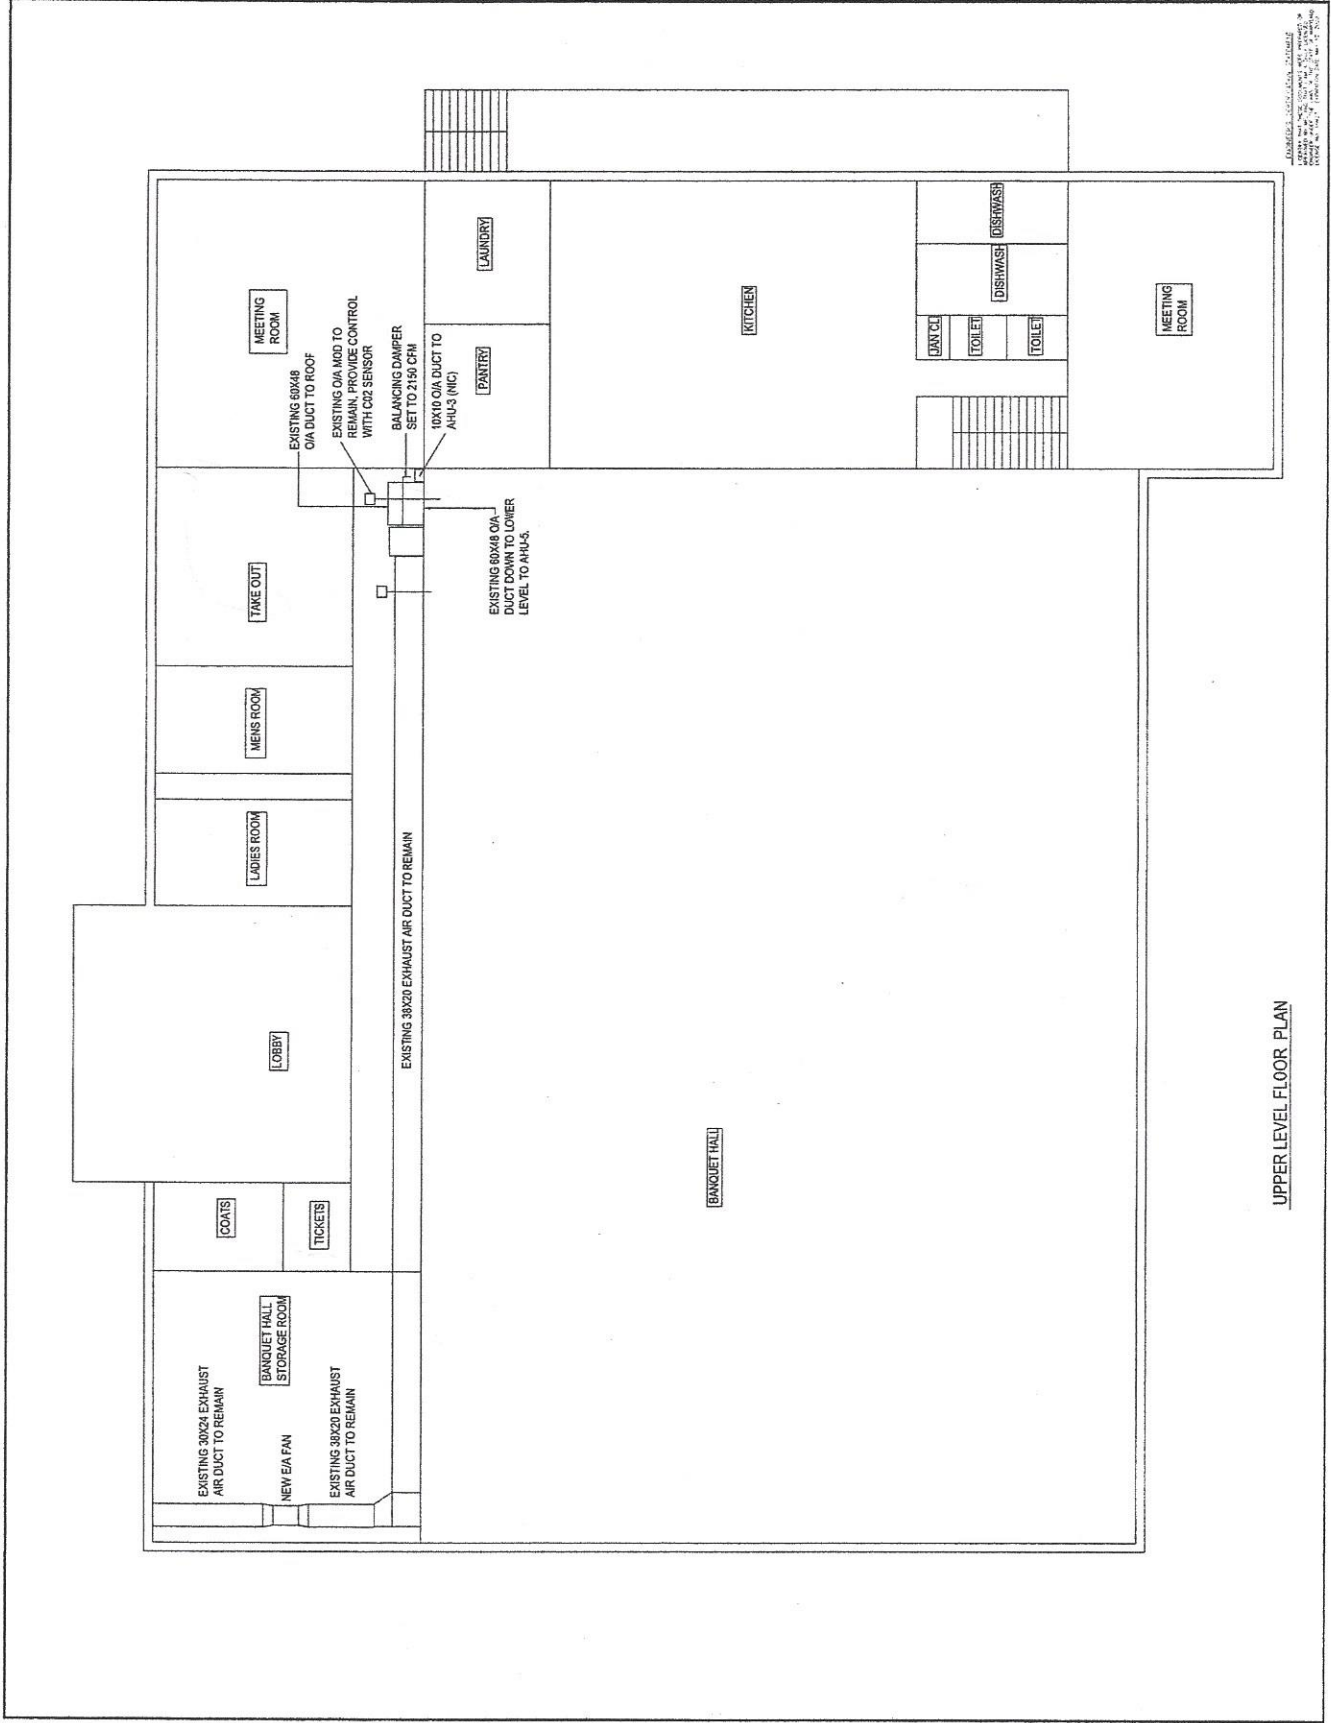 EXISTING 30X24 EXHAUST
AIR DUCT TO REMAIN
NEW E/A FAN
EXISTING 38X20 EXHAUST
AIR DUCT TO REMAIN
BANQUET HALL
STORAGE ROOM
COATS
TICKETS
LOBBY
LADIES ROOM
MENS ROOM
TAKE OUT
MEETING
ROOM
EXISTING 60X48
O/A DUCT TO ROOF
EXISTING O/A MOD TO
REMAIN, PROVIDE CONTROL
WITH C02 SENSOR
BALANCING DAMPER
SET TO 2150 CFM
10X10 O/A DUCT TO
AHU-3 (NIC)
EXISTING 38X20 EXHAUST AIR DUCT TO REMAIN
EXISTING 60X48 O/A
DUCT DOWN TO LOWER
LEVEL TO AHU-5.
PANTRY
LAUNDRY
BANQUET HALL
KITCHEN
JAN CL
TOILET
TOILET
DISHWASH
DISHWASH
MEETING
ROOM
UPPER LEVEL FLOOR PLAN